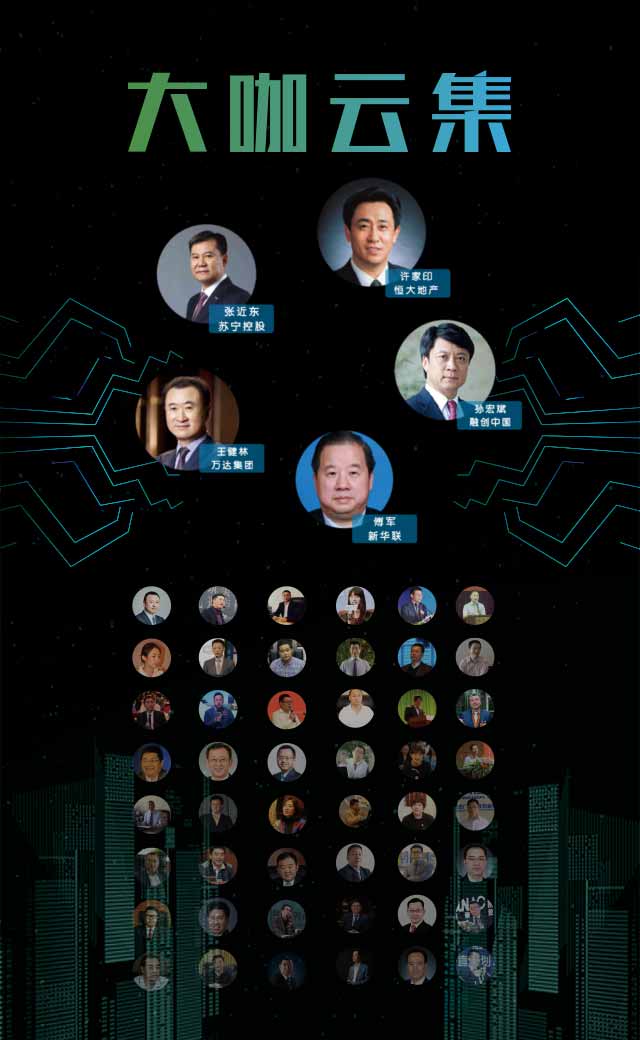 大咖云集
许家印
恒大地产
张近东
苏宁控股
孙宏斌
融创中国
王健林
万达集团
傅军
新华联